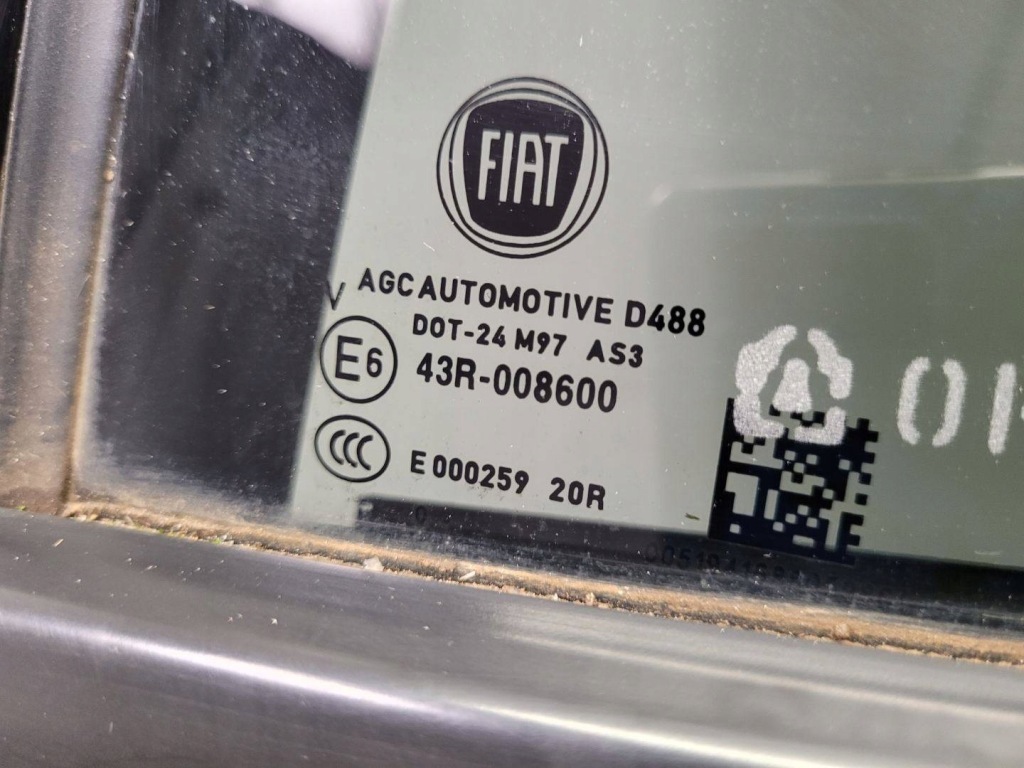 FIAT
V
AGC AUTOMOTIVE D488
DOT-24 M97 AS3
E6
43R-008600
CCC
E 000259 20R